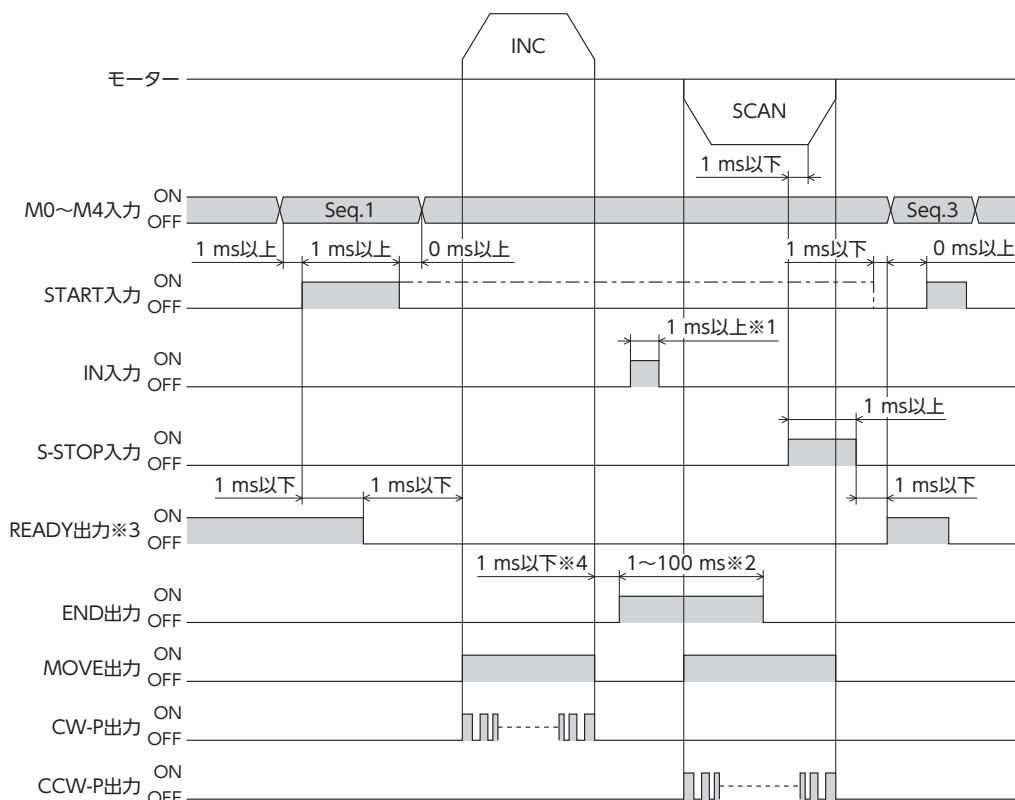 INC
モーター
SCAN
1 ms以下
M0～M4入力 ON OFF Seq.1 Seq.3
1 ms以上 1 ms以上 0 ms以上 1 ms以下 0 ms以上
START入力 ON OFF
1 ms以上※1
IN入力 ON OFF
1 ms以上
S-STOP入力 ON OFF
1 ms以下 1 ms以下 1 ms以下
READY出力※3 ON OFF
1 ms以下※4 1～100 ms※2
END出力 ON OFF
MOVE出力 ON OFF
CW-P出力 ON OFF
CCW-P出力 ON OFF